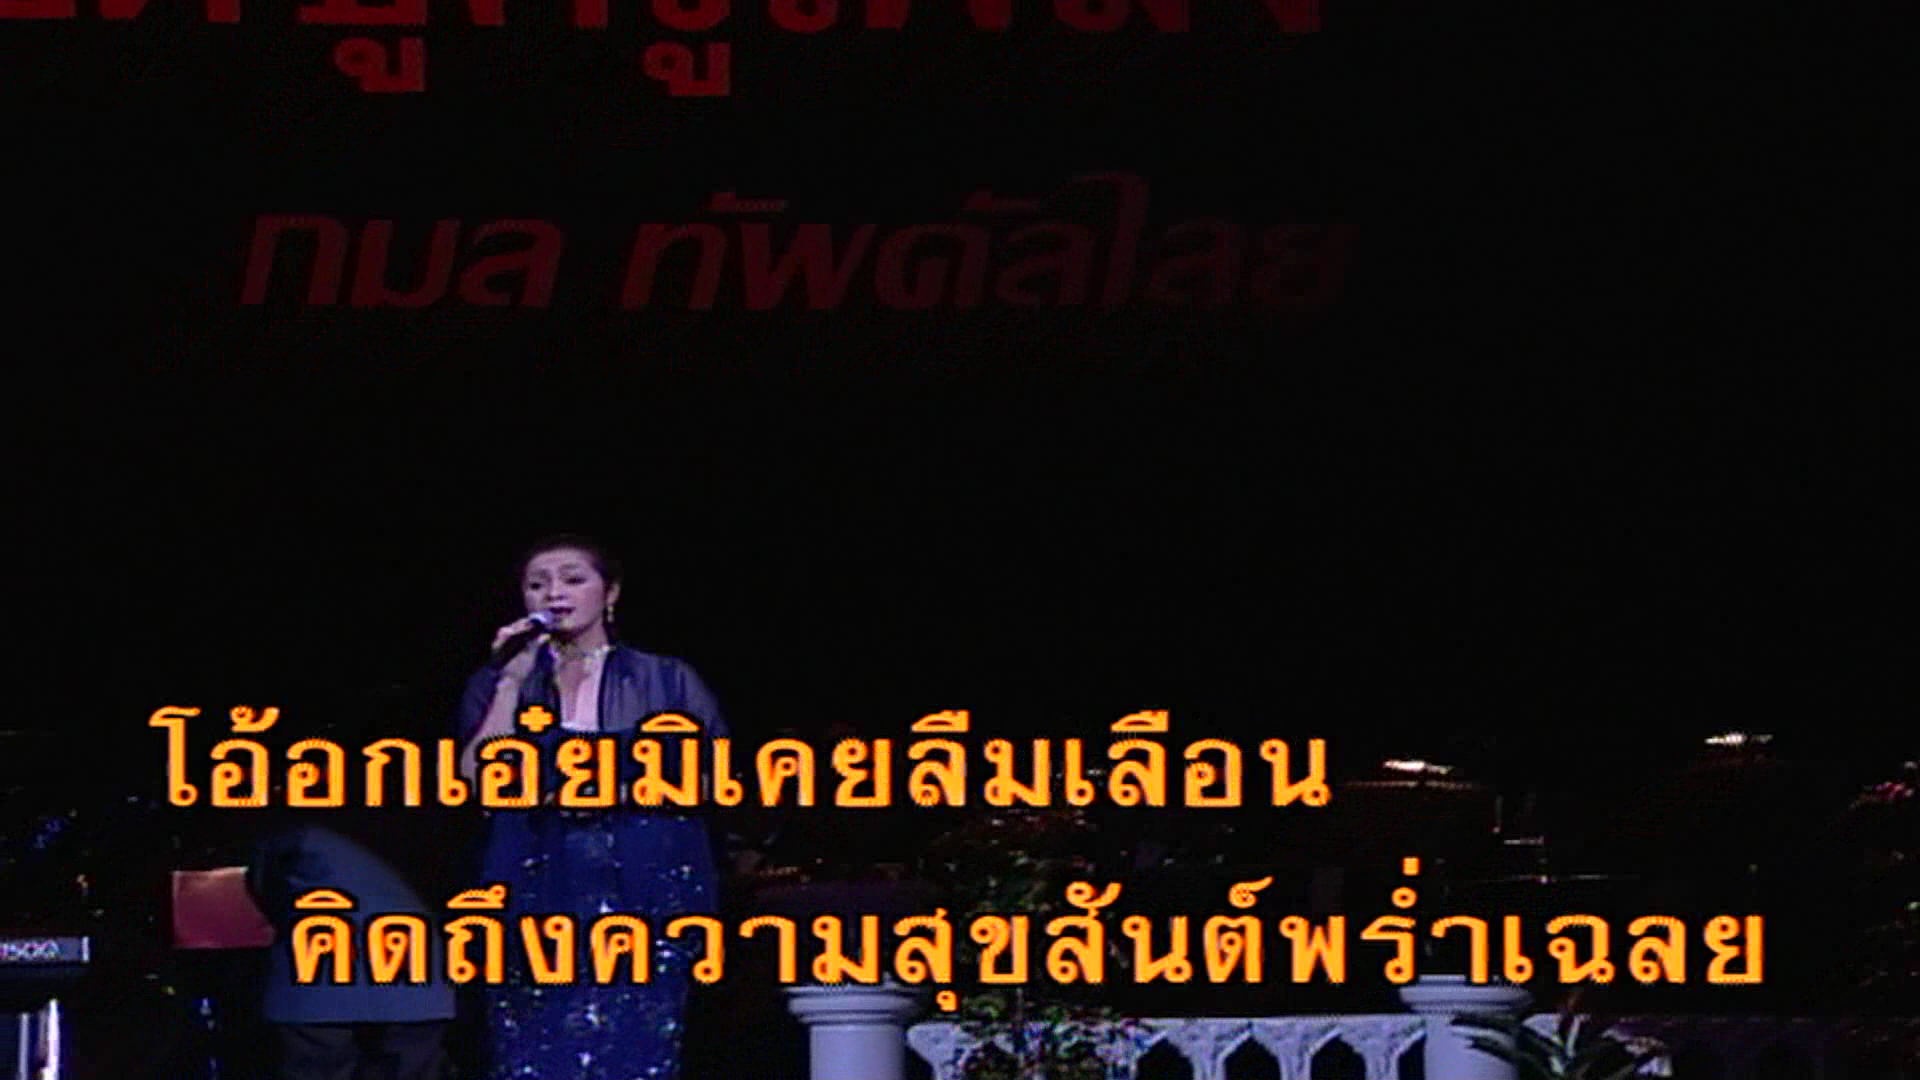 กมล ทัพคัลไลย
โอ้อกเอ๋ยมิเคยลืมเลือน
คิดถึงความสุขสันต์พร่ำเฉลย
1500